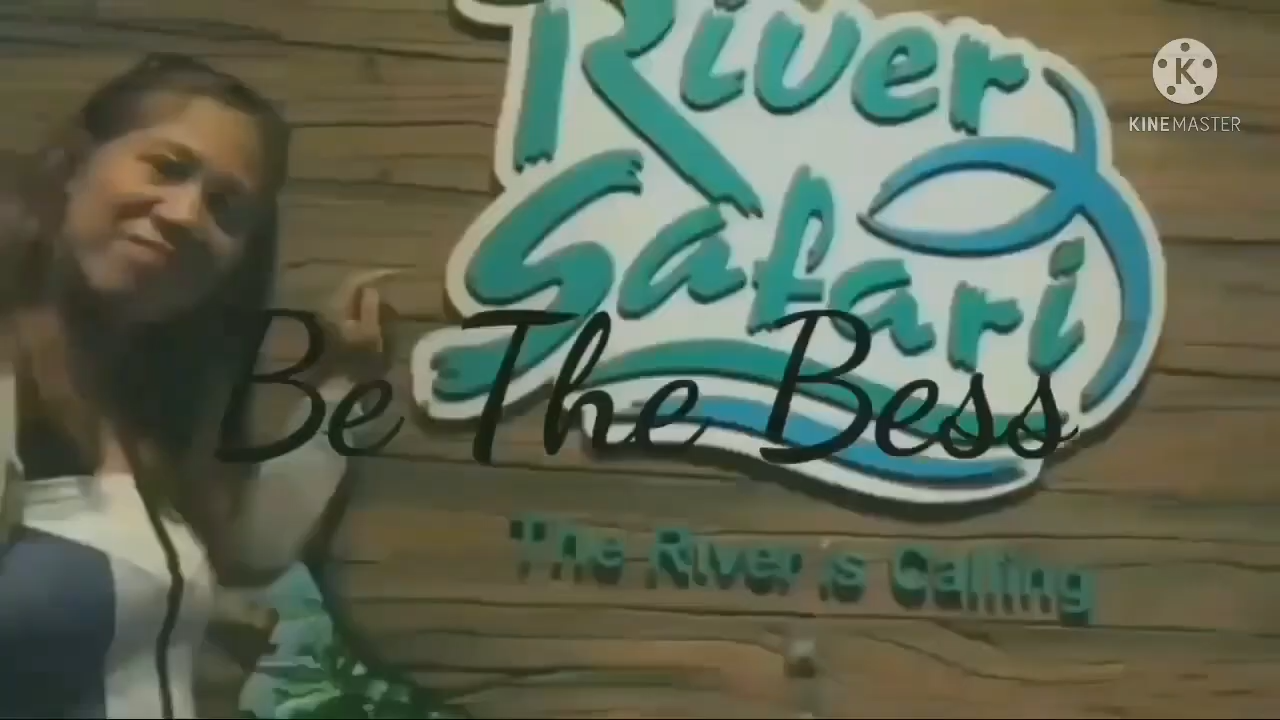 River
Safari
KINEMASTER
Be The Bess
The River is Calling